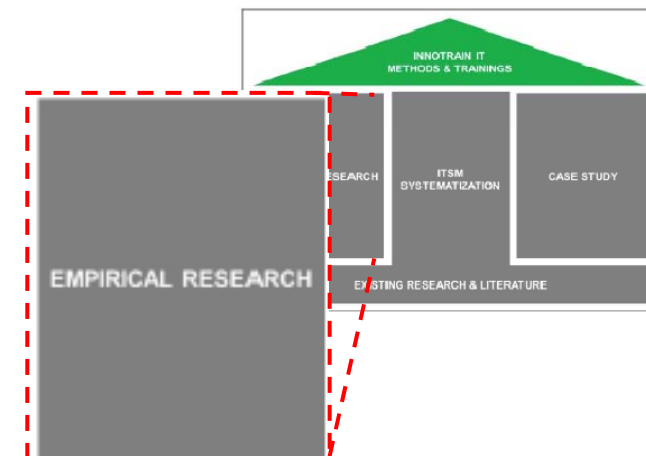 INNOTRAIN IT
METHODS & TRAININGS
EMPIRICAL RESEARCH
ESEARCH
ITSM
SYSTEMATIZATION
CASE STUDY
EXISTING RESEARCH & LITERATURE